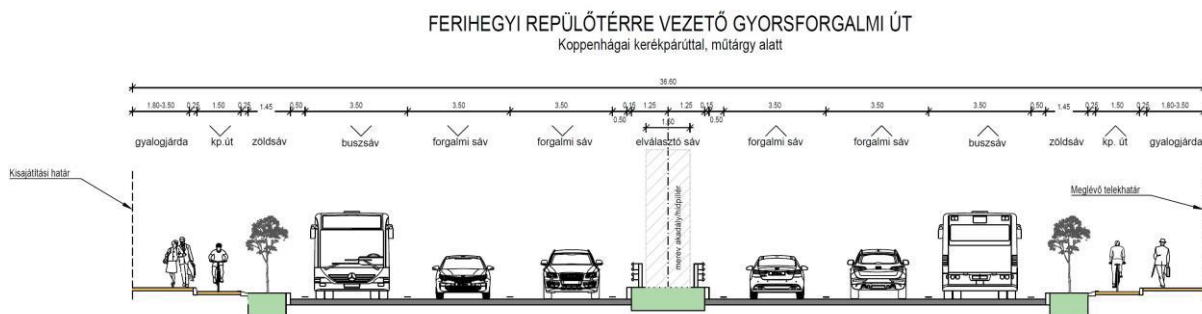 FERIHEGYI REPÜLŐTÉRRE VEZETŐ GYORSFORGALMI ÚT
Koppenhágai kerékpárúttal, műtárgy alatt
36.60
1.80-3.50 0.25 1.50 0.25 1.45 0.50 3.50 3.50 3.50 0.50 0.15 1.25 1.25 0.15 0.50 3.50 3.50 3.50 0.50 1.45 0.25 1.50 0.25 1.80-3.50
1.60
gyalogjárda kp.út zöldsáv buszsáv forgalmi sáv forgalmi sáv elválasztó sáv forgalmi sáv forgalmi sáv buszsáv zöldsáv kp. út gyalogjárda
Kisajátítási határ
merev akadály/hídpillér
Meglévő telekhatár